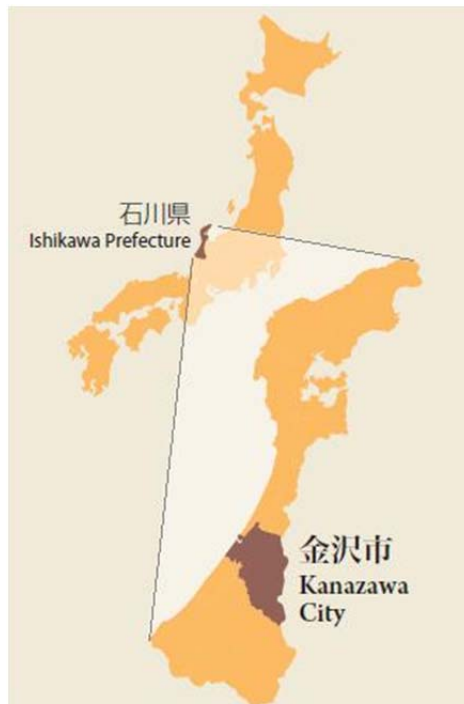 石川県
Ishikawa Prefecture
金沢市
Kanazawa
City